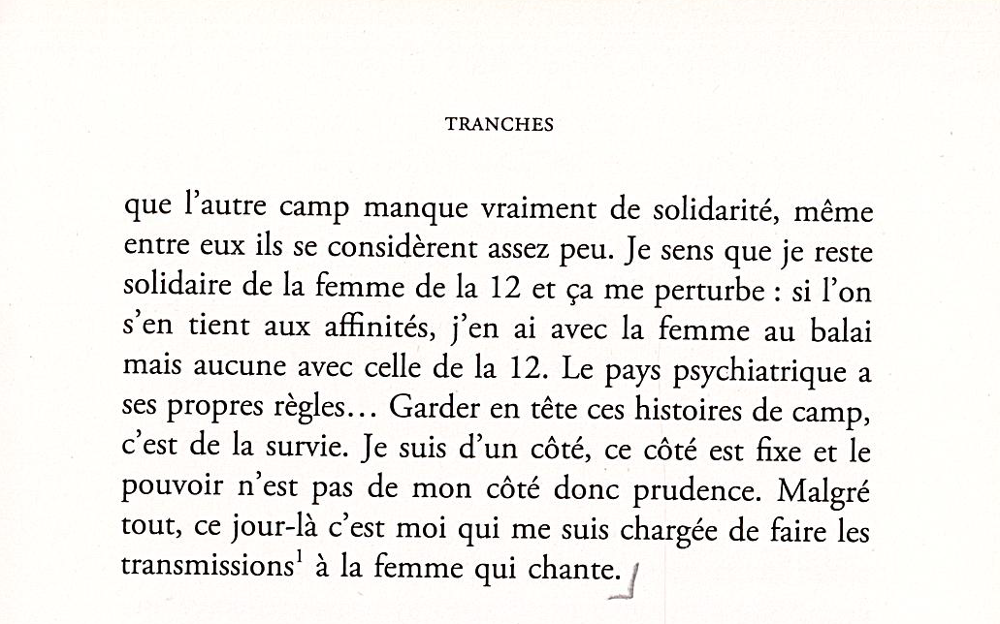 TRANCHES
que l’autre camp manque vraiment de solidarité, même
entre eux ils se considèrent assez peu. Je sens que je reste
solidaire de la femme de la 12 et ça me perturbe : si l’on
s’en tient aux affinités, j’en ai avec la femme au balai
mais aucune avec celle de la 12. Le pays psychiatrique a
ses propres règles… Garder en tête ces histoires de camp,
c’est de la survie. Je suis d’un côté, ce côté est fixe et le
pouvoir n’est pas de mon côté donc prudence. Malgré
tout, ce jour-là c’est moi qui me suis chargée de faire les
transmissions¹ à la femme qui chante.